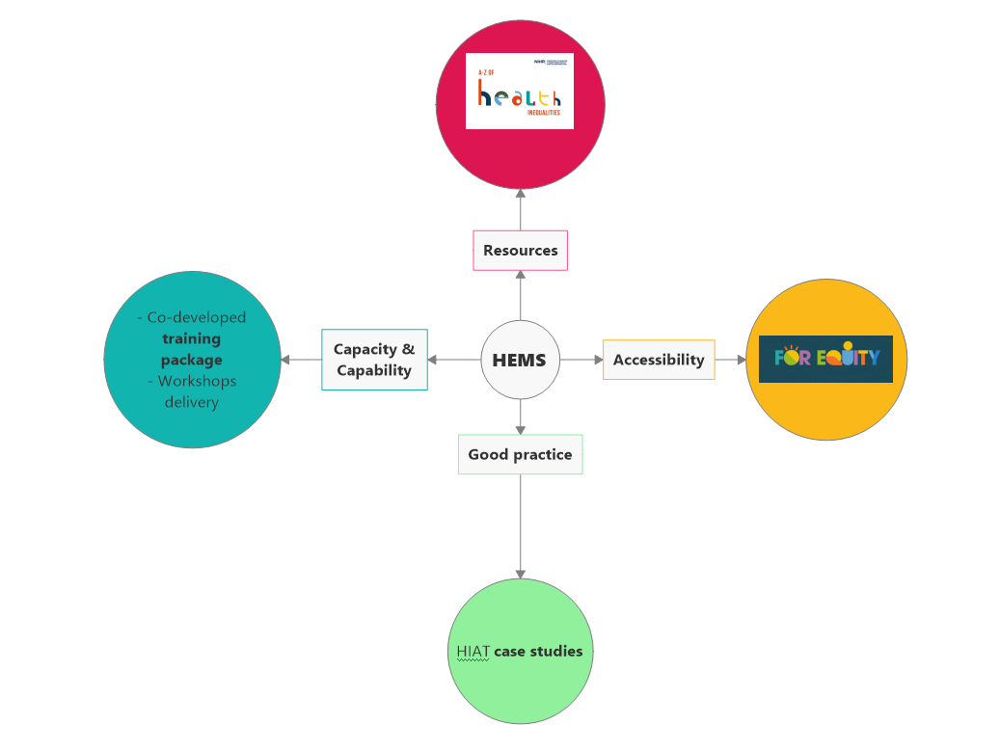 NIHR
A-Z OF
health
INEQUALITIES
Resources
- Co-developed
training
package
- Workshops
delivery
Capacity &
Capability
HEMS
Accessibility
FOR EQUITY
Good practice
HIAT case studies